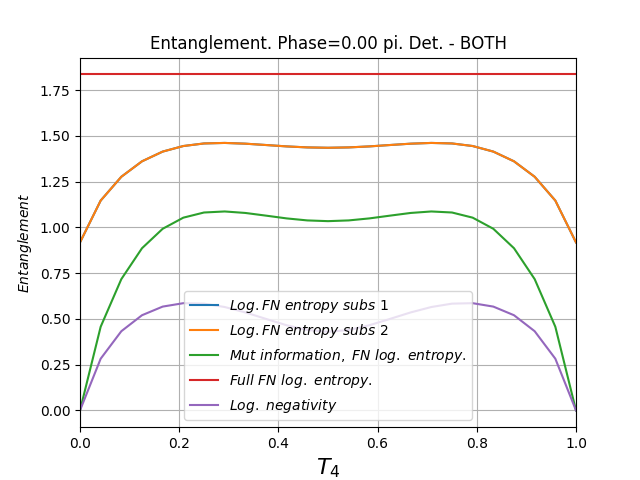 Entanglement. Phase=0.00 pi. Det. - BOTH
1.75
1.50
1.25
1.00
0.75
0.50
0.25
0.00
Entanglement
Log. FN entropy subs 1
Log. FN entropy subs 2
Mut information, FN log. entropy.
Full FN log. entropy.
Log. negativity
0.0 0.2 0.4 0.6 0.8 1.0
T4